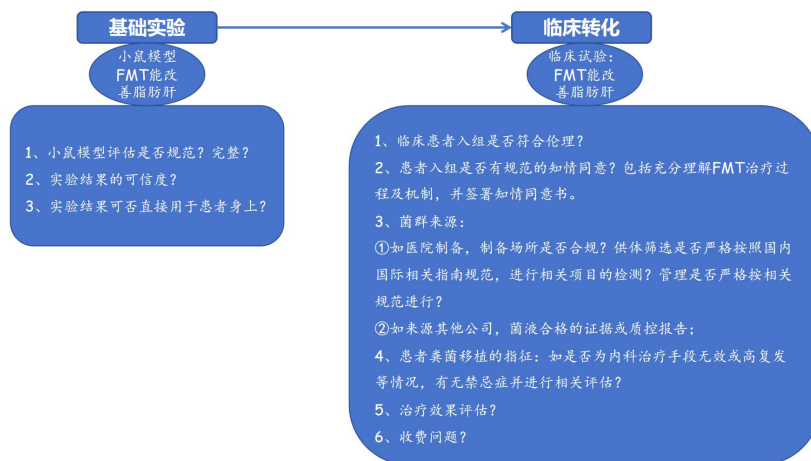 基础实验
临床转化
小鼠模型
FMT能改
善脂肪肝
临床试验：
FMT能改
善脂肪肝
1、小鼠模型评估是否规范？完整？
2、实验结果的可信度？
3、实验结果可否直接用于患者身上？
1、临床患者入组是否符合伦理？
2、患者入组是否有规范的知情同意？包括充分理解FMT治疗过
程及机制，并签署知情同意书。
3、菌群来源：
①如医院制备，制备场所是否合规？供体筛选是否严格按照国内
国际相关指南规范，进行相关项目的检测？管理是否严格按相关
规范进行？
②如来源其他公司，菌液合格的证据或质控报告；
4、患者粪菌移植的指征：如是否为内科治疗手段无效或高复发
等情况，有无禁忌症并进行相关评估？
5、治疗效果评估？
6、收费问题？